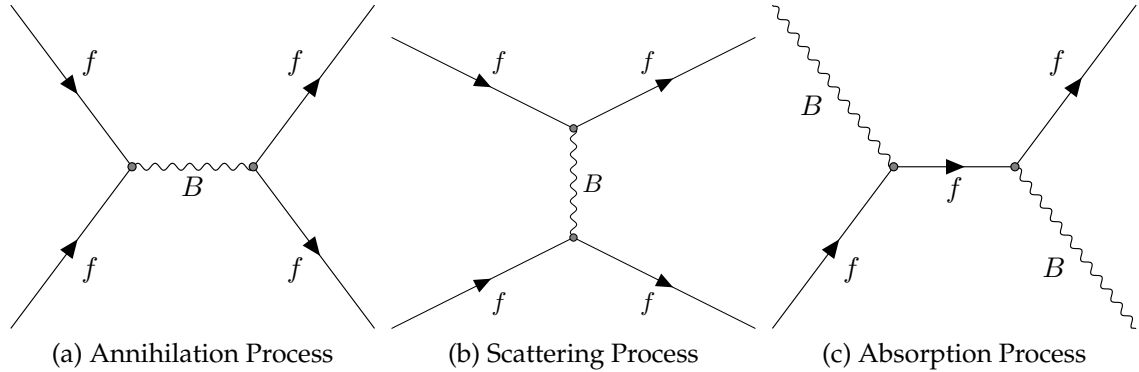 f
f
B
f
f
(a) Annihilation Process
f
f
B
f
f
(b) Scattering Process
B
f
f
f
B
(c) Absorption Process